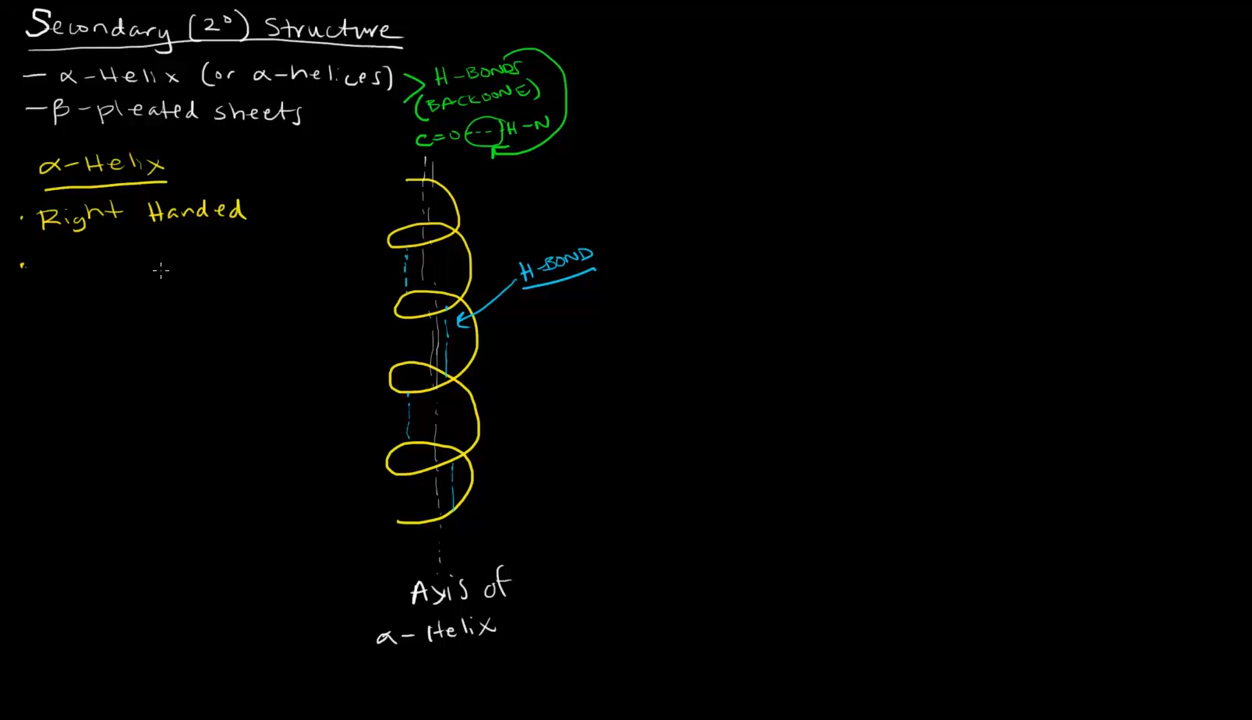 Secondary (2°) Structure
- α-Helix (or α-helices)
- β-pleated sheets
> H-BONDS
(BACKBONE)
C=O---H-N
α-Helix
• Right Handed
•
H-BOND
Axis of
α-Helix